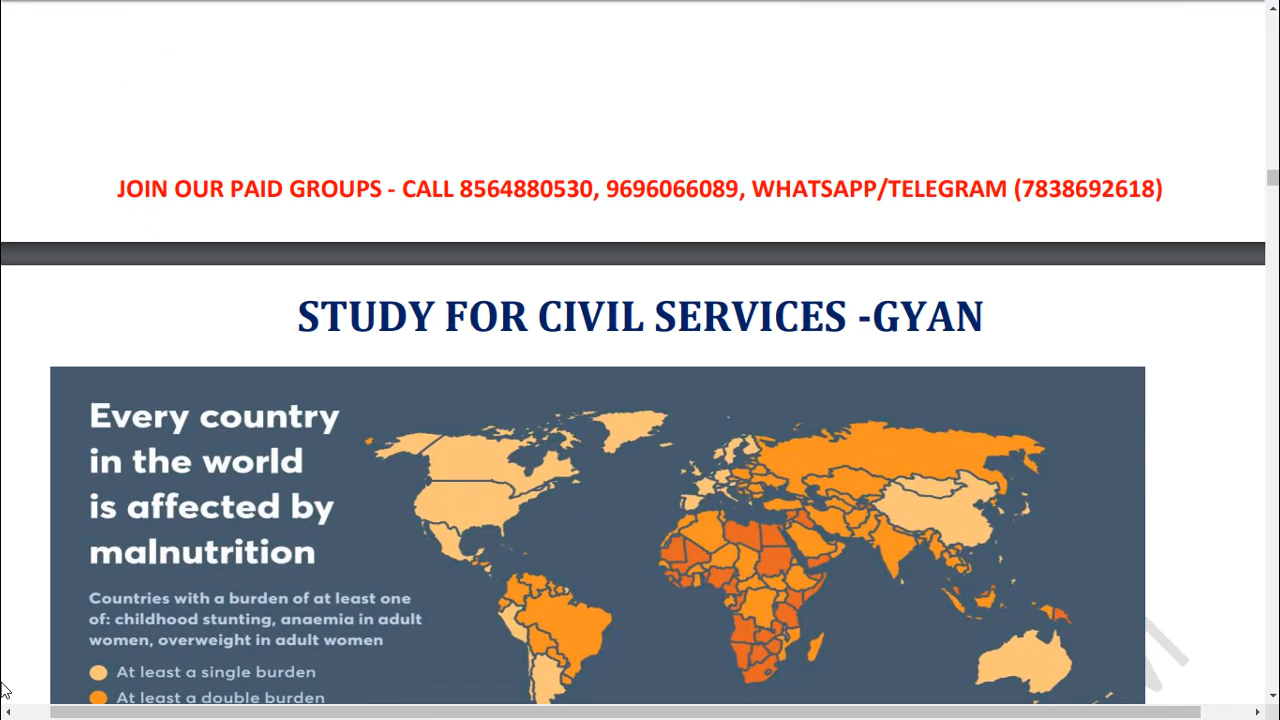 JOIN OUR PAID GROUPS - CALL 8564880530, 9696066089, WHATSAPP/TELEGRAM (7838692618)
STUDY FOR CIVIL SERVICES -GYAN
Every country
in the world
is affected by
malnutrition
Countries with a burden of at least one
of: childhood stunting, anaemia in adult
women, overweight in adult women
At least a single burden
At least a double burden